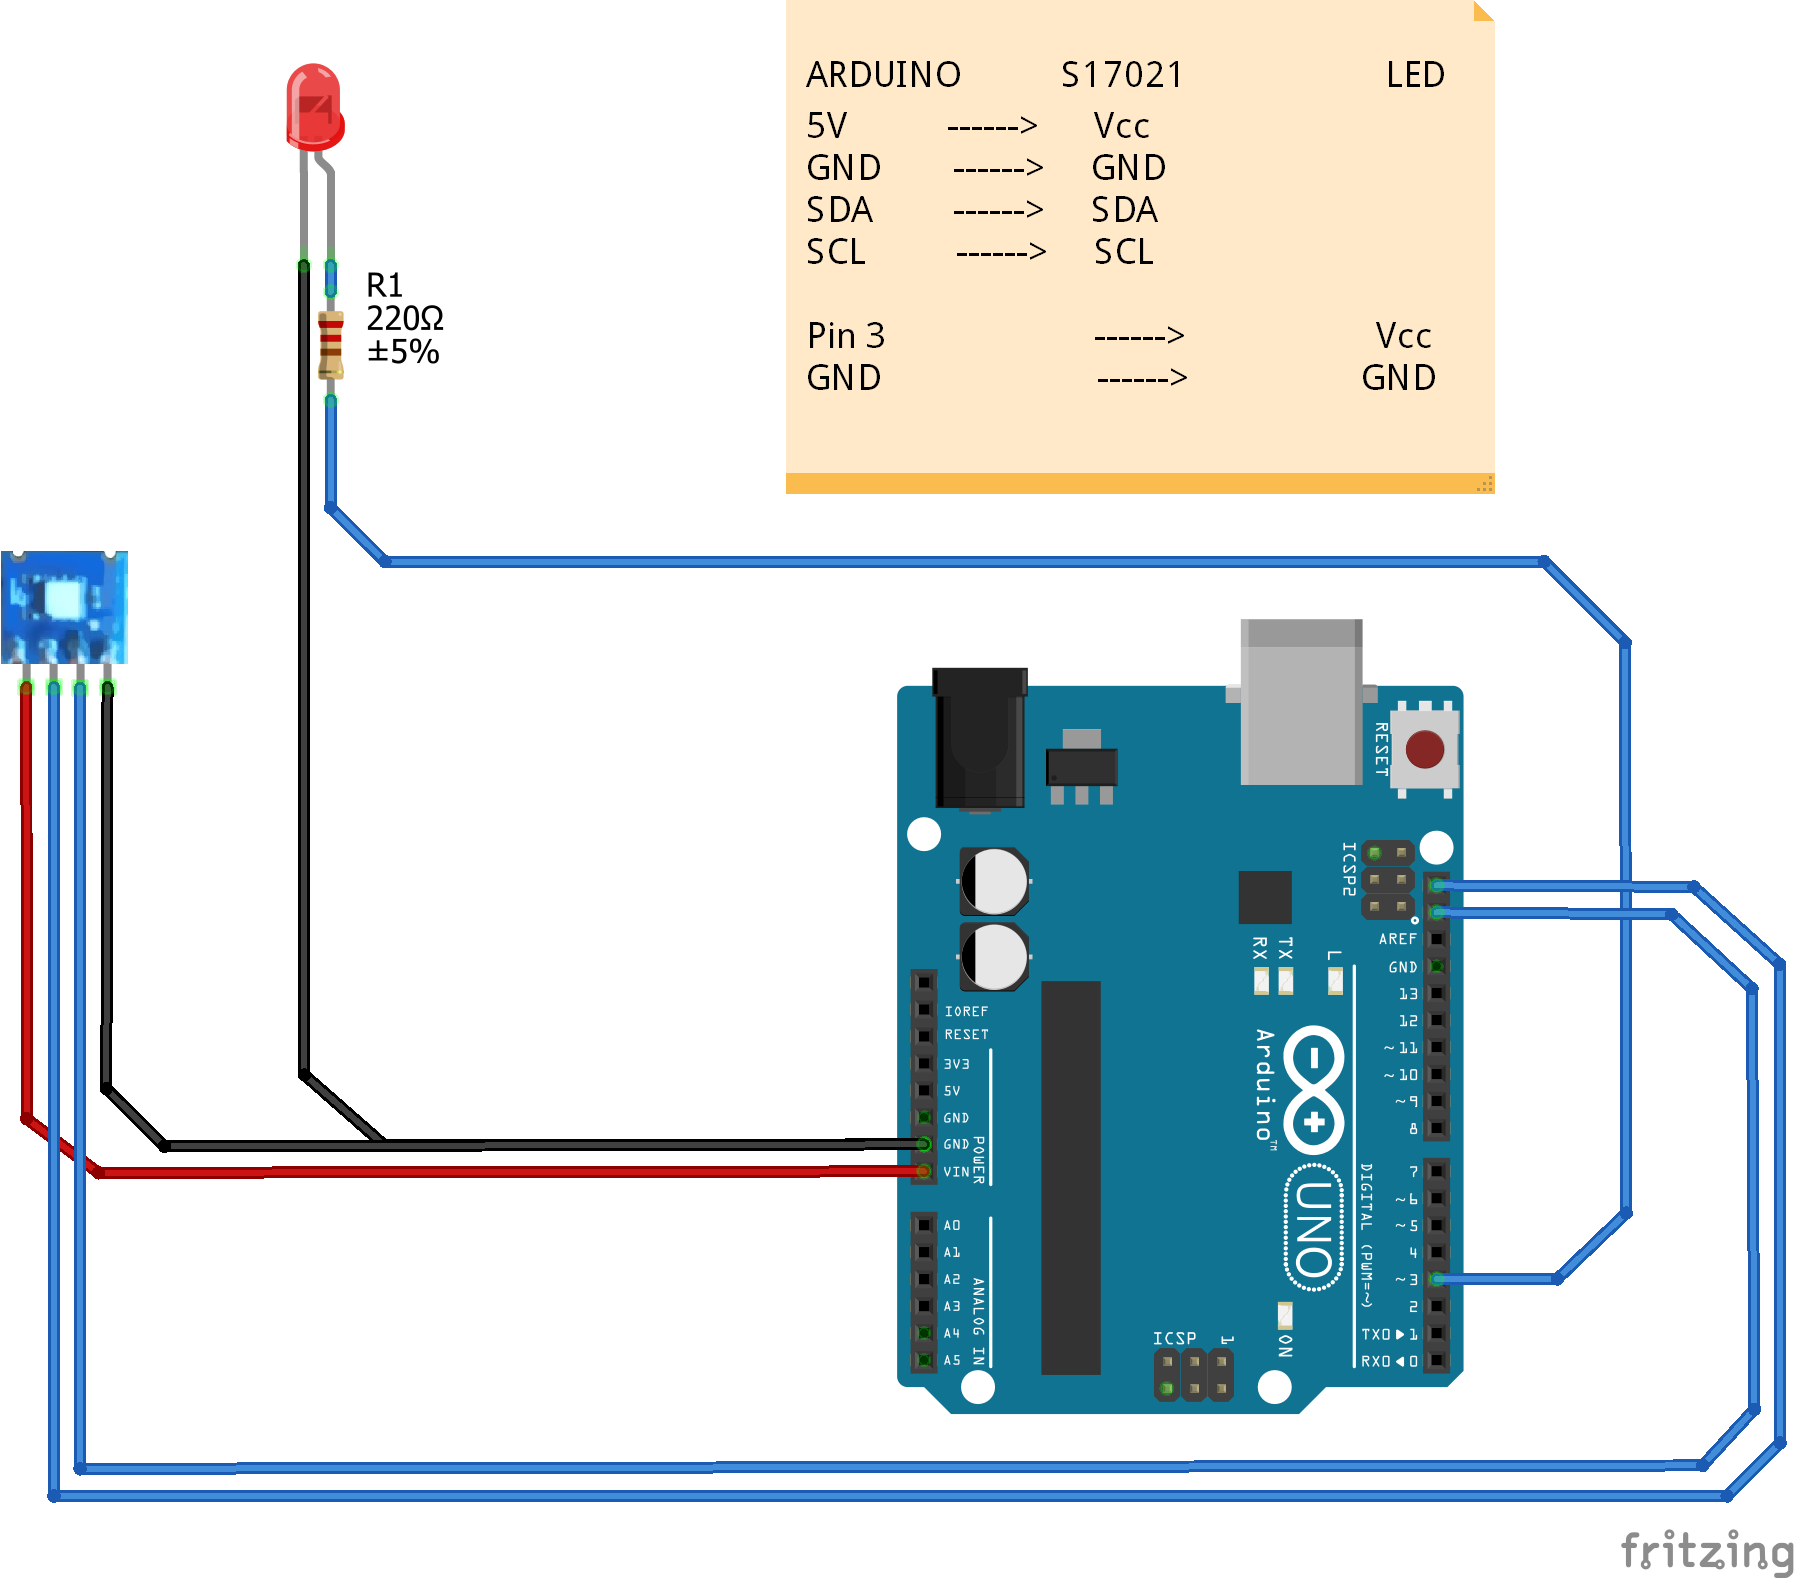 ARDUINO S17021 LED
5V ------> Vcc
GND ------> GND
SDA ------> SDA
SCL ------> SCL
Pin 3 ------> Vcc
GND ------> GND
R1
220Ω
±5%
RESET
ICSP2
AREF
GND
13
12
~11
~10
~9
8
7
~6
~5
4
~3
2
TX0▶1
RX0◀0
DIGITAL (PWM=~)
RX
TX
L
Arduino™
UNO
IOREF
RESET
3V3
5V
GND
GND
VIN
POWER
A0
A1
A2
A3
A4
A5
ANALOG IN
ICSP
1
ON
fritzing